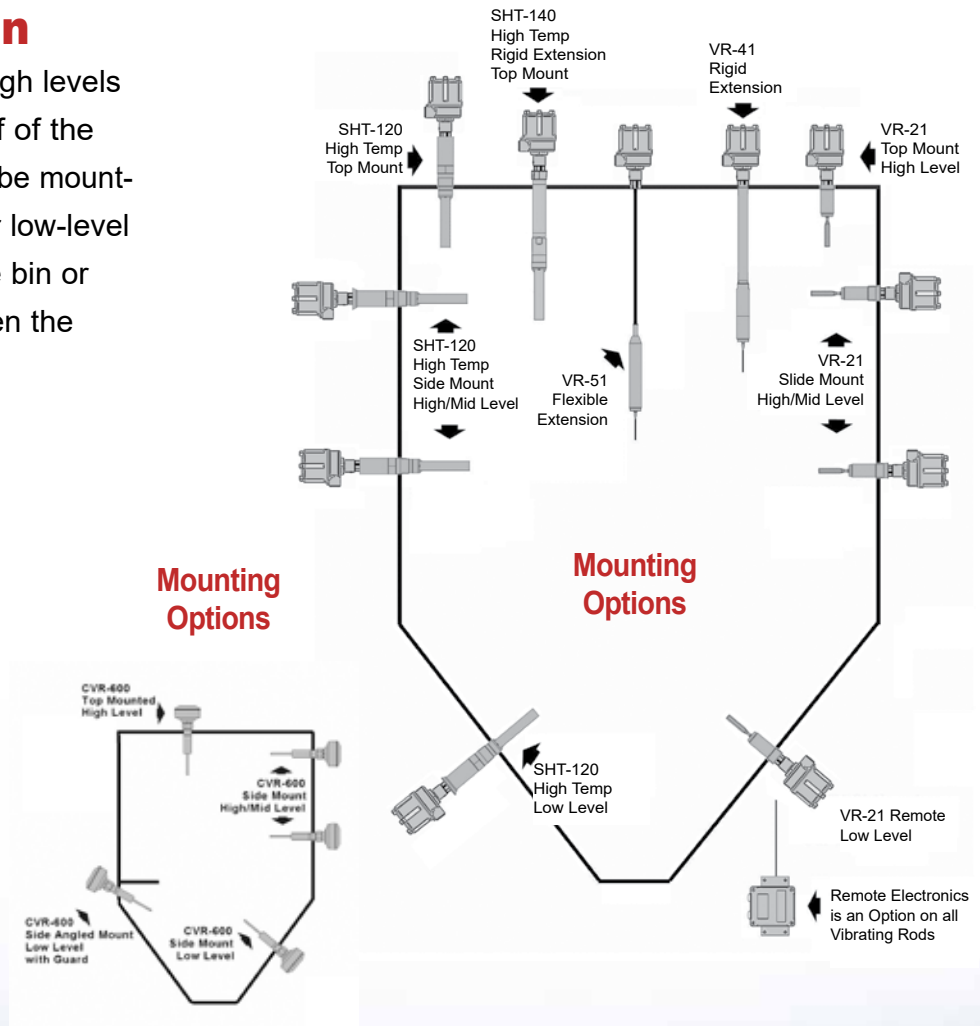 n
gh levels
f of the
be mount-
low-level
bin or
en the
SHT-140
High Temp
Rigid Extension
Top Mount
VR-41
Rigid
Extension
SHT-120
High Temp
Top Mount
VR-21
Top Mount
High Level
SHT-120
High Temp
Side Mount
High/Mid Level
VR-51
Flexible
Extension
VR-21
Slide Mount
High/Mid Level
Mounting
Options
Mounting
Options
SHT-120
High Temp
Low Level
VR-21 Remote
Low Level
Remote Electronics
is an Option on all
Vibrating Rods
CVR-600
Top Mounted
High Level
CVR-600
Side Mount
High/Mid Level
CVR-600
Side Angled Mount
Low Level
with Guard
CVR-600
Side Mount
Low Level